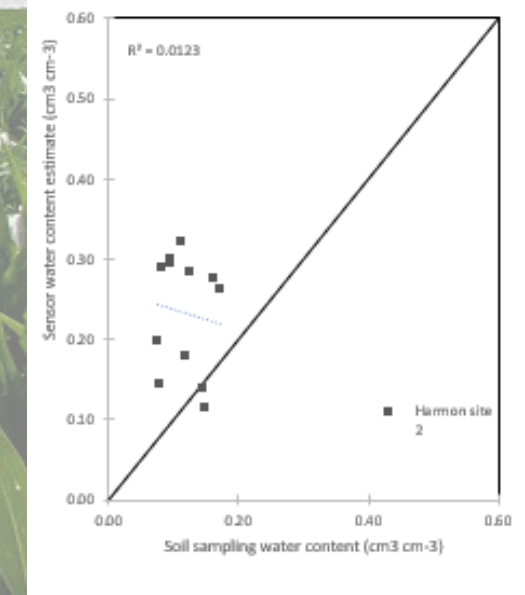 0.60
R² = 0.0123
0.50
0.40
0.30
0.20
0.10
0.00
Sensor water content estimate (cm3 cm-3)
Harmon site
2
0.00 0.20 0.40 0.60
Soil sampling water content (cm3 cm-3)